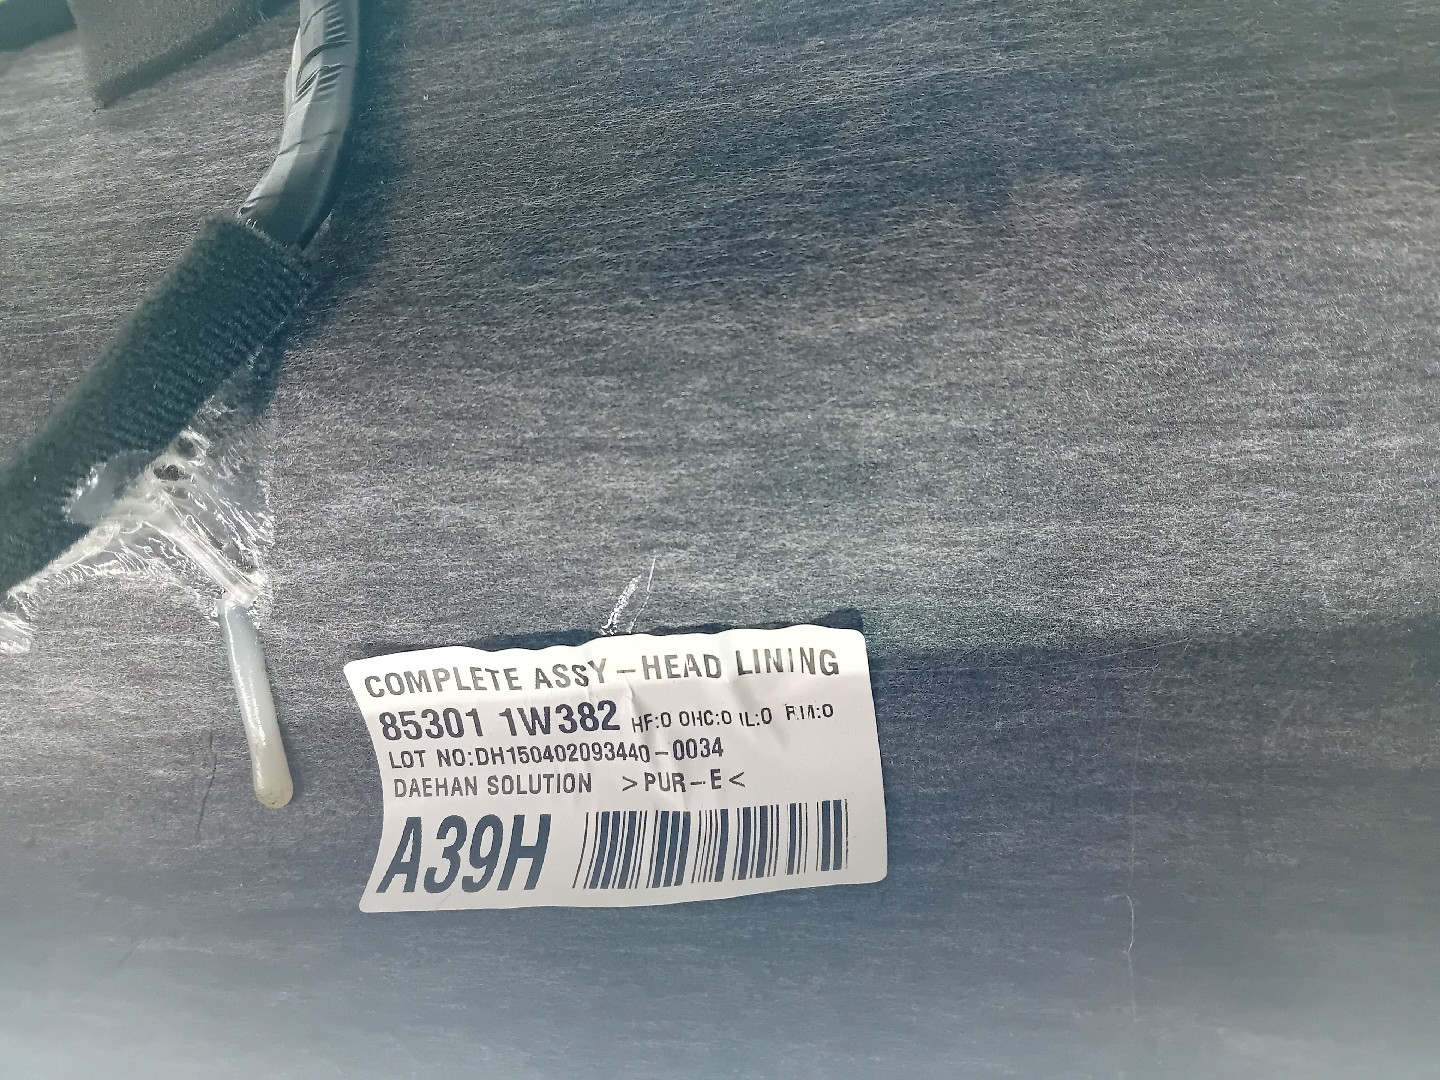 COMPLETE ASSY-HEAD LINING
85301 1W382 HF:0 OHC:0 IL:0 RM:0
LOT NO:DH150402093440-0034
DAEHAN SOLUTION >PUR-E<
A39H